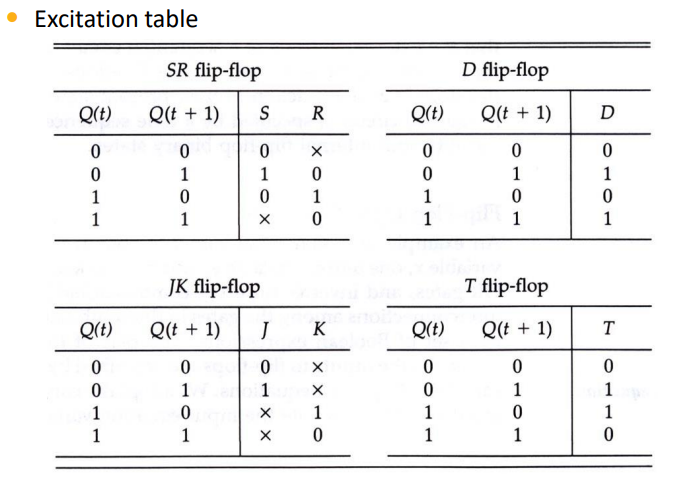 • Excitation table
SR flip-flop D flip-flop
Q(t) Q(t + 1) S R Q(t) Q(t + 1) D
0 0 0 × 0 0 0
0 1 1 0 0 1 1
1 0 0 1 1 0 0
1 1 × 0 1 1 1
JK flip-flop T flip-flop
Q(t) Q(t + 1) J K Q(t) Q(t + 1) T
0 0 0 × 0 0 0
0 1 1 × 0 1 1
1 0 × 1 1 0 1
1 1 × 0 1 1 0